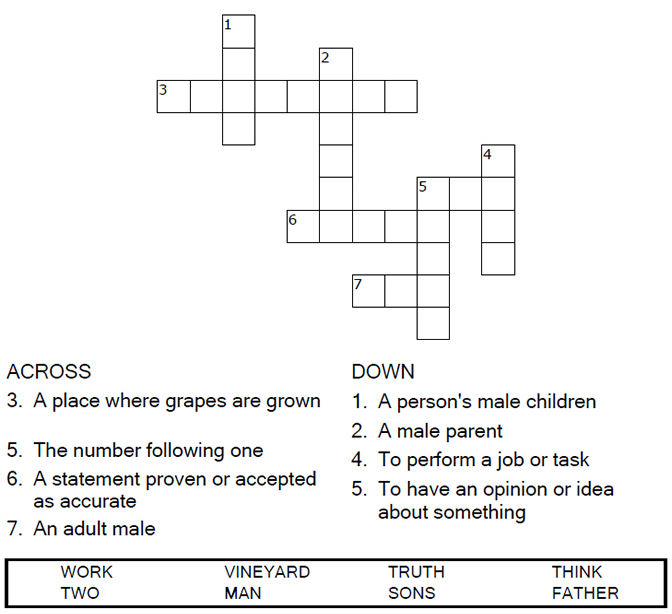 1
2
3
4
5
6
7
ACROSS
3. A place where grapes are grown
5. The number following one
6. A statement proven or accepted
as accurate
7. An adult male
DOWN
1. A person's male children
2. A male parent
4. To perform a job or task
5. To have an opinion or idea
about something
WORK VINEYARD TRUTH THINK
TWO MAN SONS FATHER